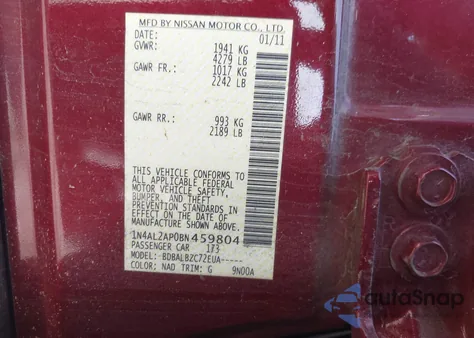 MFD BY NISSAN MOTOR CO., LTD.
DATE: 01/11
GVWR: 1941 KG
4279 LB
GAWR FR.: 1017 KG
2242 LB
GAWR RR.: 993 KG
2189 LB
THIS VEHICLE CONFORMS TO
ALL APPLICABLE FEDERAL
MOTOR VEHICLE SAFETY,
BUMPER, AND THEFT
PREVENTION STANDARDS
IN EFFECT ON THE DATE OF
MANUFACTURE SHOWN ABOVE.
1N4AL2AP0BN459804
PASSENGER CAR 173
MODEL: BDBALBZC72EUA-----
COLOR: NAD TRIM: G 9N00A
autoSnap